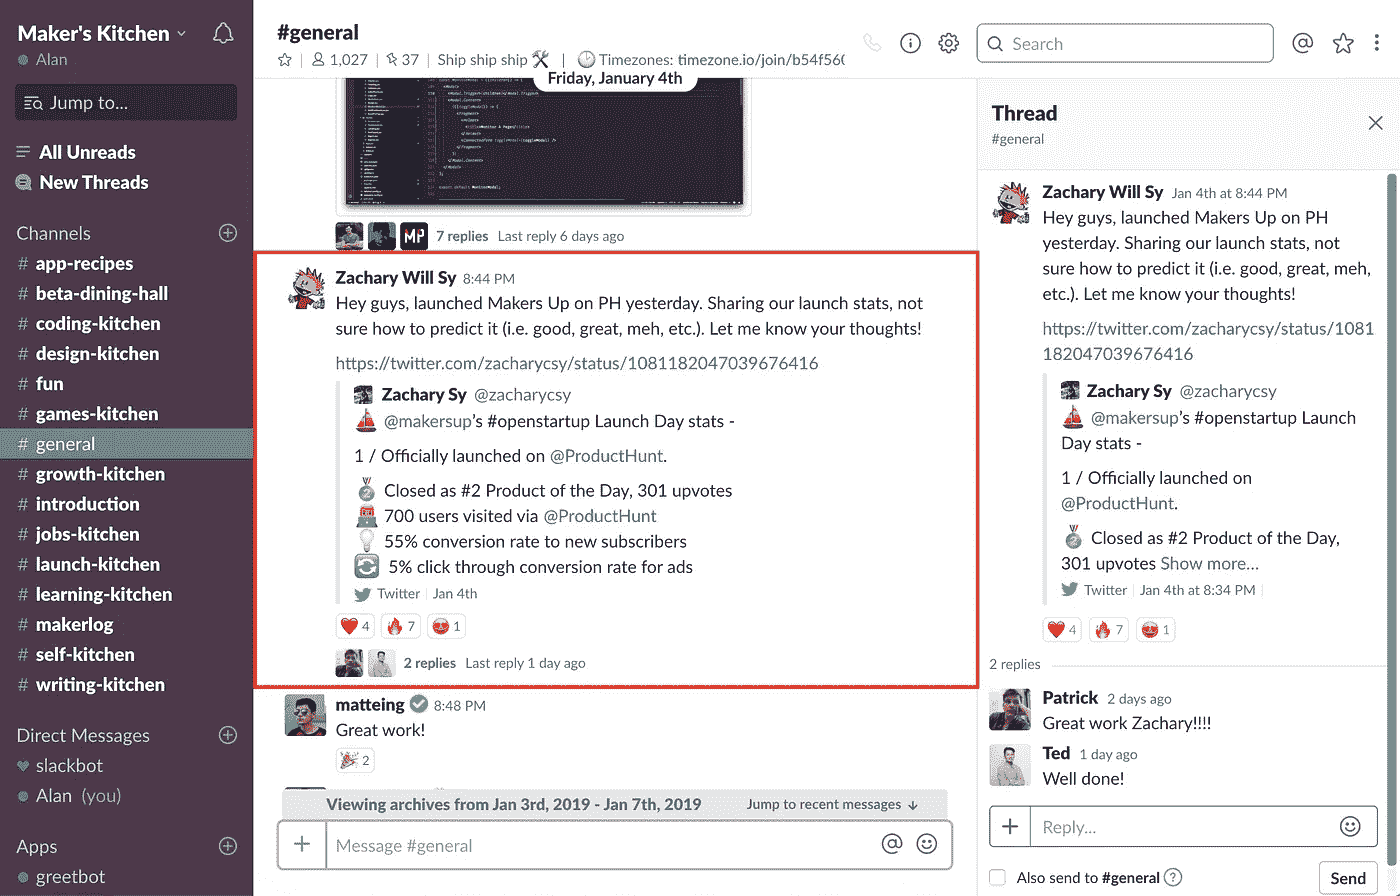 Maker's Kitchen
Alan
Jump to...
All Unreads
New Threads
Channels
# app-recipes
# beta-dining-hall
# coding-kitchen
# design-kitchen
# fun
# games-kitchen
# general
# growth-kitchen
# introduction
# jobs-kitchen
# launch-kitchen
# learning-kitchen
# makerlog
# self-kitchen
# writing-kitchen
Direct Messages
slackbot
Alan (you)
Apps
greetbot
#general
1,027 | 37 | Ship ship ship | Timezones: timezone.io/join/b54f56
Search
Friday, January 4th
MP
7 replies Last reply 6 days ago
Zachary Will Sy 8:44 PM
Hey guys, launched Makers Up on PH yesterday. Sharing our launch stats, not
sure how to predict it (i.e. good, great, meh, etc.). Let me know your thoughts!
https://twitter.com/zacharycsy/status/1081182047039676416
Zachary Sy @zacharycsy
@makersup's #openstartup Launch Day stats -
1 / Officially launched on @ProductHunt.
Closed as #2 Product of the Day, 301 upvotes
700 users visited via @ProductHunt
55% conversion rate to new subscribers
5% click through conversion rate for ads
Twitter | Jan 4th
4 7 1
2 replies Last reply 1 day ago
matteing 8:48 PM
Great work!
2
Viewing archives from Jan 3rd, 2019 - Jan 7th, 2019 Jump to recent messages ↓
+ Message #general
Thread
#general
Zachary Will Sy Jan 4th at 8:44 PM
Hey guys, launched Makers Up on PH
yesterday. Sharing our launch stats, not
sure how to predict it (i.e. good, great, meh,
etc.). Let me know your thoughts!
https://twitter.com/zacharycsy/status/1081
182047039676416
Zachary Sy @zacharycsy
@makersup's #openstartup Launch
Day stats -
1 / Officially launched on
@ProductHunt.
Closed as #2 Product of the Day,
301 upvotes Show more...
Twitter | Jan 4th at 8:34 PM |
4 7 1
2 replies
Patrick 2 days ago
Great work Zachary!!!!
Ted 1 day ago
Well done!
+ Reply...
Also send to #general ?
Send